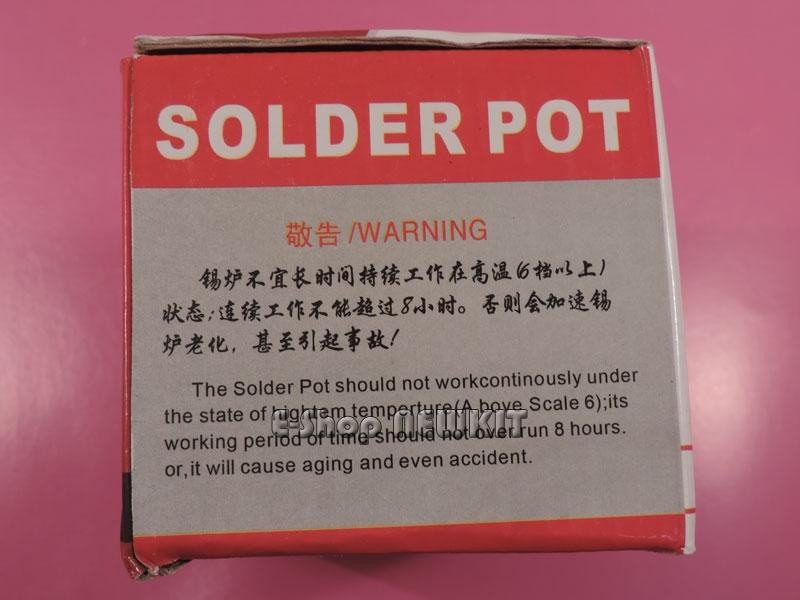 SOLDER POT
敬告/WARNING
锡炉不宜长时间持续工作在高温(6档以上)
状态;连续工作不能超过8小时。否则会加速锡
炉老化，甚至引起事故!
The Solder Pot should not workcontinously under
the state of hightem temperture(A bove Scale 6);its
E-Shop NEWKIT
working period of time should not over run 8 hours.
or,it will cause aging and even accident.